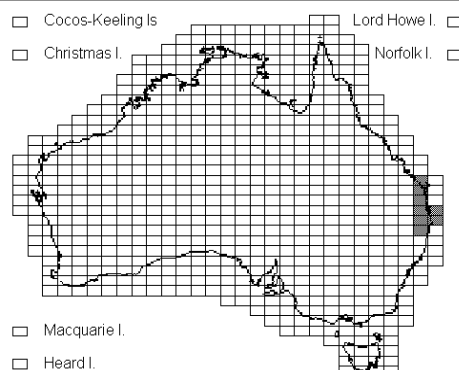 Cocos-Keeling Is
Lord Howe I.
Christmas I.
Norfolk I.
Macquarie I.
Heard I.